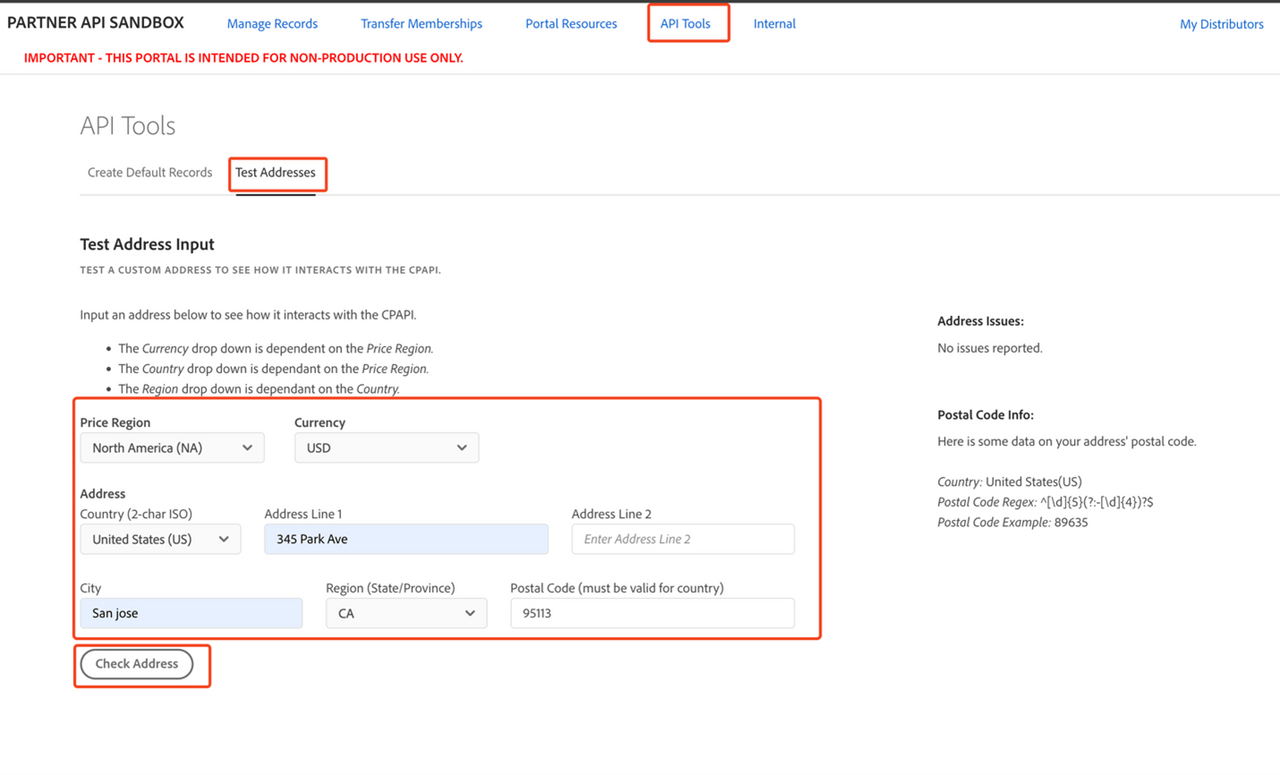 PARTNER API SANDBOX Manage Records Transfer Memberships Portal Resources API Tools Internal My Distributors
IMPORTANT - THIS PORTAL IS INTENDED FOR NON-PRODUCTION USE ONLY.
API Tools
Create Default Records Test Addresses
Test Address Input
TEST A CUSTOM ADDRESS TO SEE HOW IT INTERACTS WITH THE CPAPI.
Input an address below to see how it interacts with the CPAPI.
• The Currency drop down is dependent on the Price Region.
• The Country drop down is dependant on the Price Region.
• The Region drop down is dependant on the Country.
Price Region Currency
North America (NA) USD
Address
Country (2-char ISO) Address Line 1 Address Line 2
United States (US) 345 Park Ave Enter Address Line 2
City Region (State/Province) Postal Code (must be valid for country)
San jose CA 95113
Check Address
Address Issues:
No issues reported.
Postal Code Info:
Here is some data on your address' postal code.
Country: United States(US)
Postal Code Regex: ^[\d]{5}(?:-[\d]{4})?$
Postal Code Example: 89635